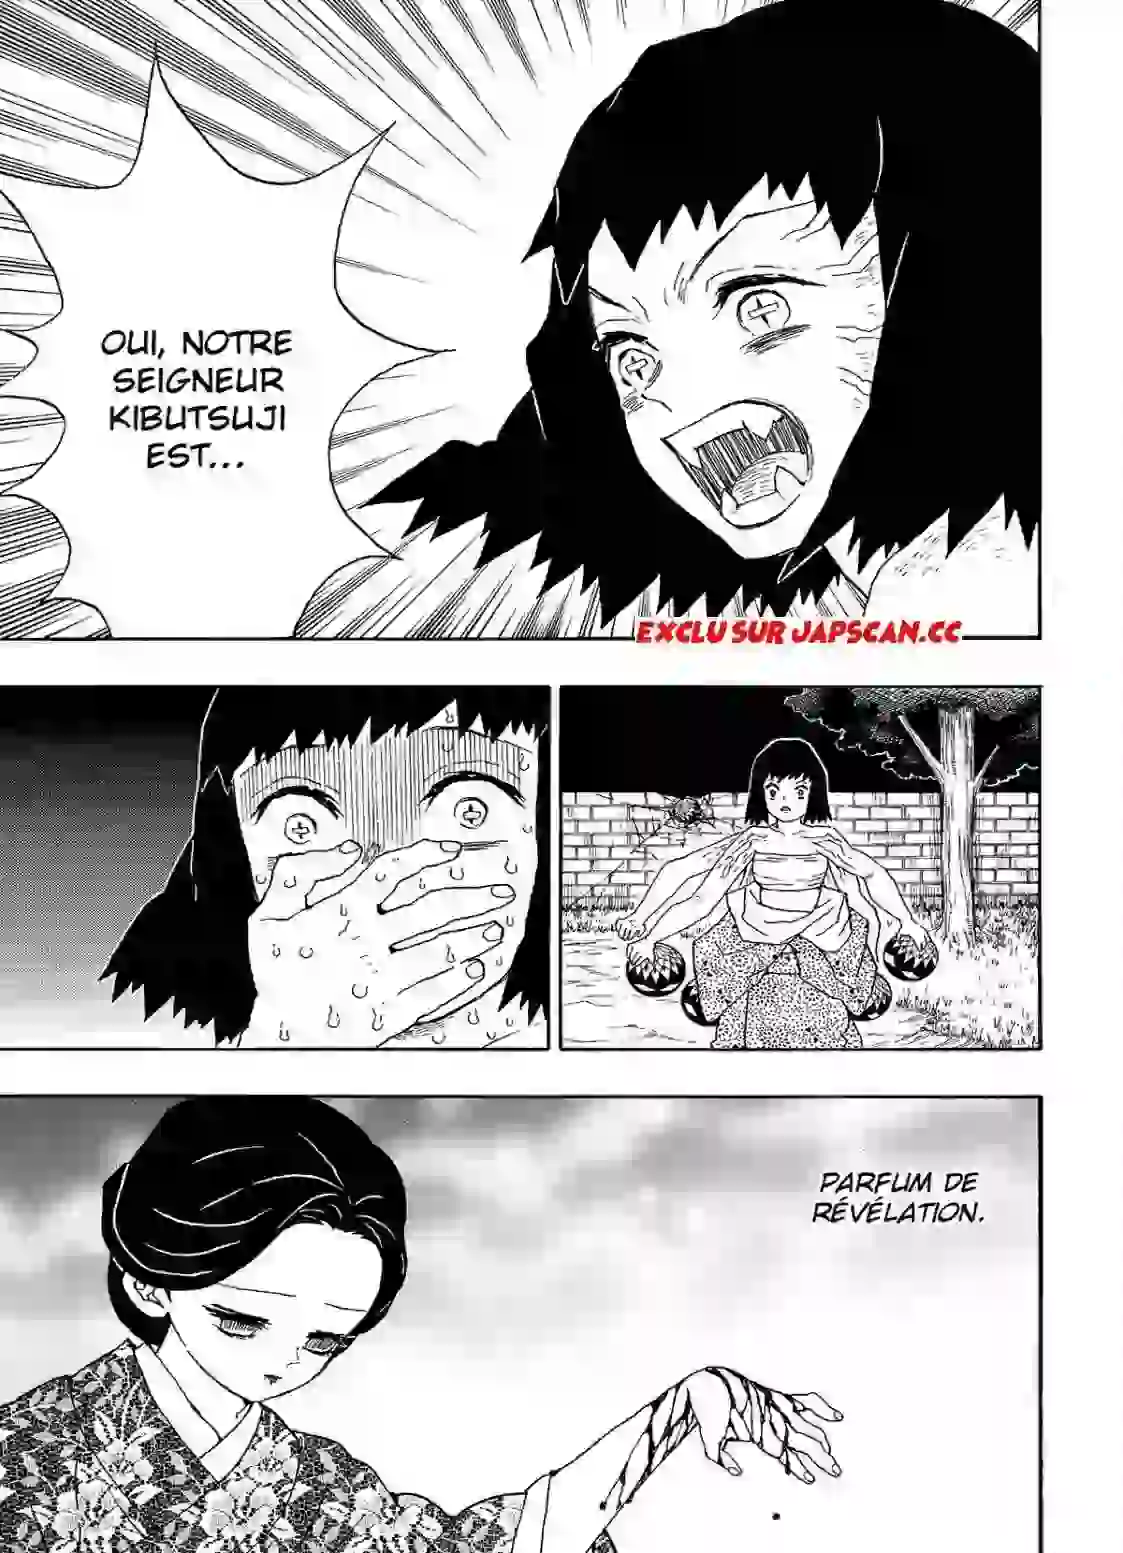 OUI, NOTRE
SEIGNEUR
KIBUTSUJI
EST...
EXCLU SUR JAPSCAN.CC
PARFUM DE
RÉVÉLATION.